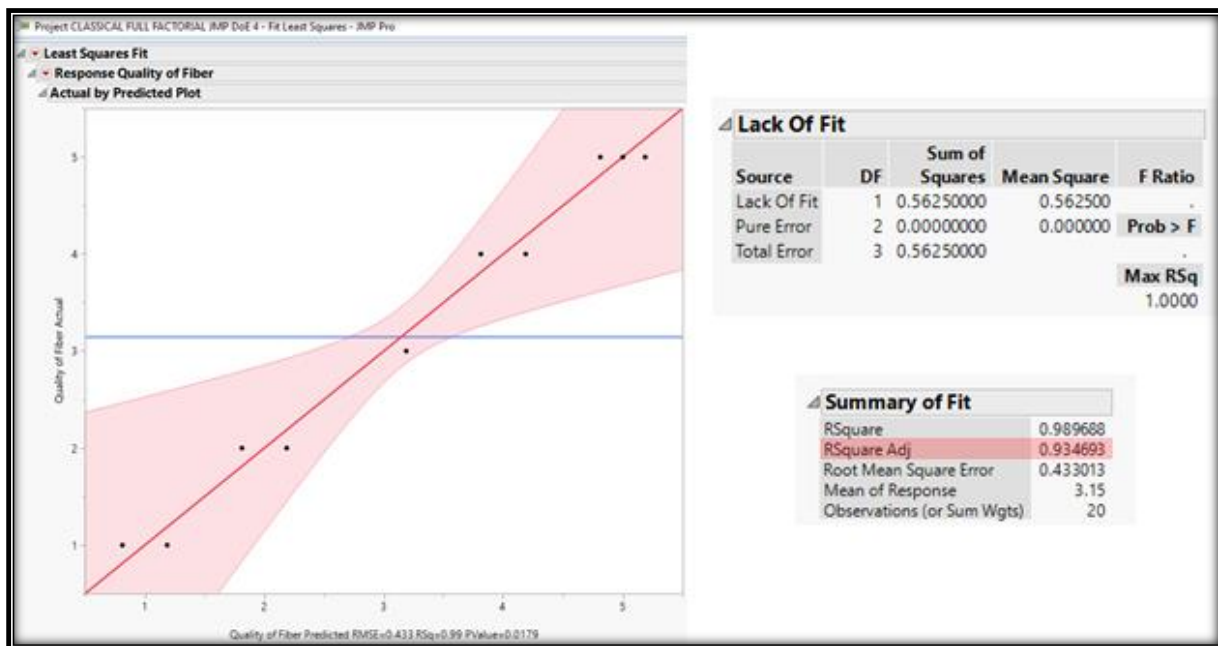 Project CLASSICAL FULL FACTORIAL JMP DoE 4 - Fit Least Squares - JMP Pro
Least Squares Fit
Response Quality of Fiber
Actual by Predicted Plot
5
4
3
2
1
Quality of Fiber Actual
1 2 3 4 5
Quality of Fiber Predicted RMSE=0.433 RSq=0.99 PValue=0.0179
Lack Of Fit
Sum of
Source DF Squares Mean Square F Ratio
Lack Of Fit 1 0.56250000 0.562500 .
Pure Error 2 0.00000000 0.000000 Prob > F
Total Error 3 0.56250000 .
Max RSq
1.0000
Summary of Fit
RSquare 0.989688
RSquare Adj 0.934693
Root Mean Square Error 0.433013
Mean of Response 3.15
Observations (or Sum Wgts) 20